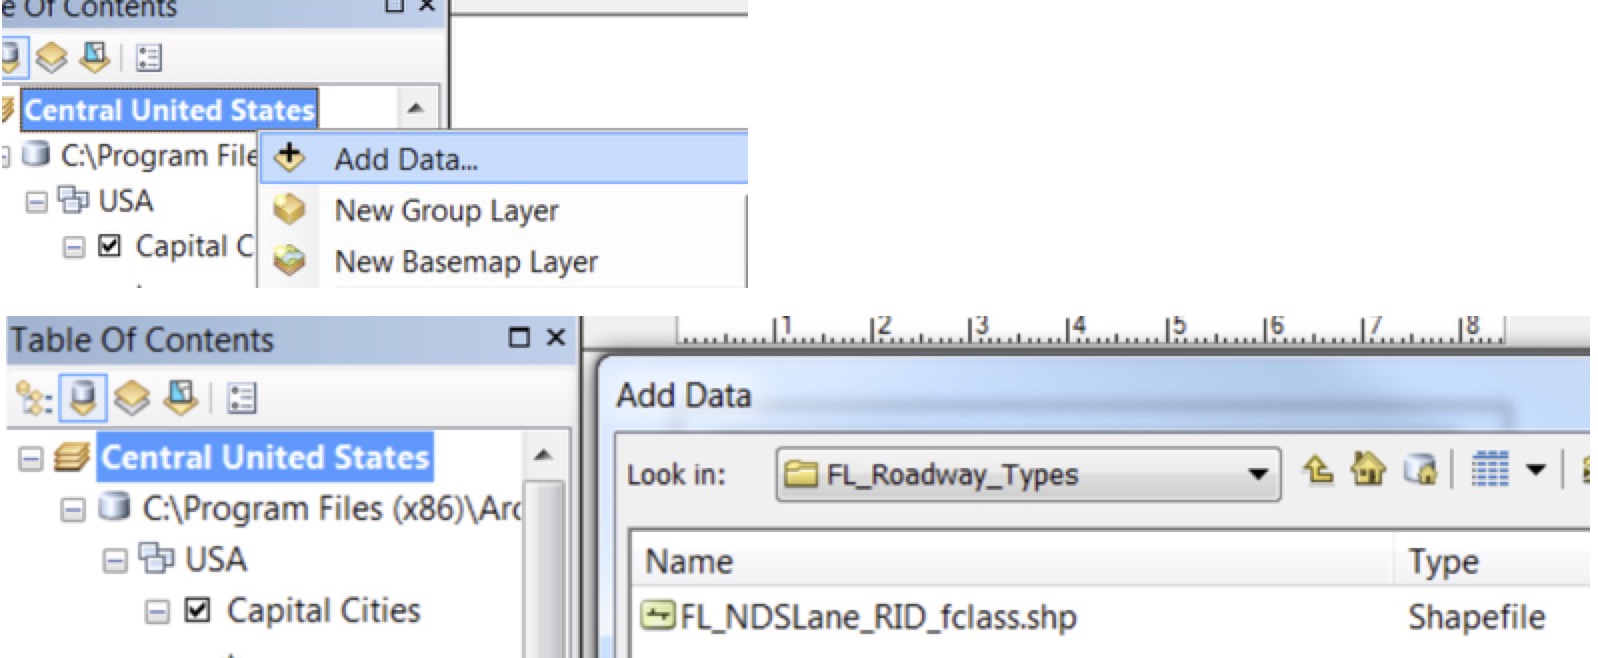 e Of Contents
Central United States
C:\Program File
Add Data...
USA
New Group Layer
Capital C
New Basemap Layer
Table Of Contents
1 2 3 4 5 6 7 8
Add Data
Central United States
Look in: FL_Roadway_Types
C:\Program Files (x86)\Arc
USA
Name Type
Capital Cities
FL_NDSLane_RID_fclass.shp Shapefile